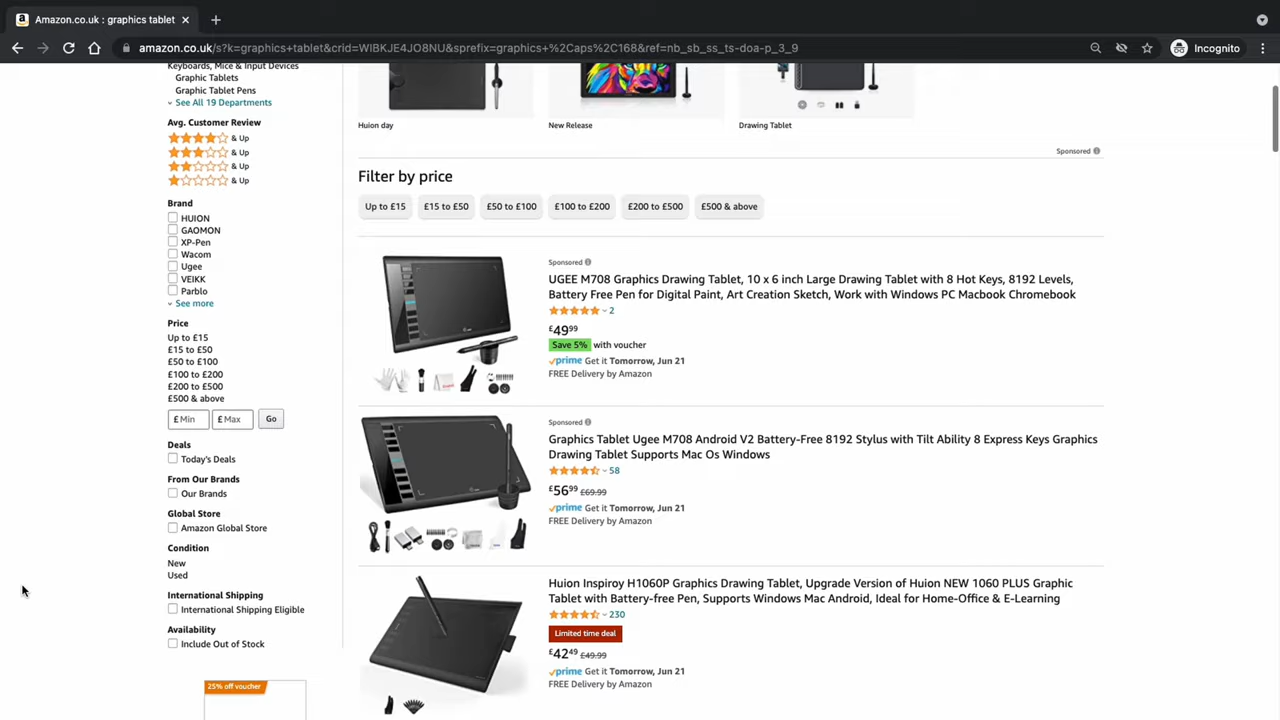 Amazon.co.uk : graphics tablet
amazon.co.uk/s?k=graphics+tablet&crid=WIBKJE4JO8NU&sprefix=graphics+%2Caps%2C168&ref=nb_sb_ss_ts-doa-p_3_9
Incognito
Keyboards, Mice & Input Devices
Graphic Tablets
Graphic Tablet Pens
See All 19 Departments
Avg. Customer Review
& Up
& Up
& Up
& Up
Brand
HUION
GAOMON
XP-Pen
Wacom
Ugee
VEIKK
Parblo
See more
Price
Up to £15
£15 to £50
£50 to £100
£100 to £200
£200 to £500
£500 & above
£ Min £ Max Go
Deals
Today's Deals
From Our Brands
Our Brands
Global Store
Amazon Global Store
Condition
New
Used
International Shipping
International Shipping Eligible
Availability
Include Out of Stock
25% off voucher
Huion day
New Release
Drawing Tablet
Sponsored
Filter by price
Up to £15 £15 to £50 £50 to £100 £100 to £200 £200 to £500 £500 & above
Sponsored
UGEE M708 Graphics Drawing Tablet, 10 x 6 inch Large Drawing Tablet with 8 Hot Keys, 8192 Levels,
Battery Free Pen for Digital Paint, Art Creation Sketch, Work with Windows PC Macbook Chromebook
2
£4999
Save 5% with voucher
prime Get it Tomorrow, Jun 21
FREE Delivery by Amazon
Sponsored
Graphics Tablet Ugee M708 Android V2 Battery-Free 8192 Stylus with Tilt Ability 8 Express Keys Graphics
Drawing Tablet Supports Mac Os Windows
58
£5699 £69.99
prime Get it Tomorrow, Jun 21
FREE Delivery by Amazon
Huion Inspiroy H1060P Graphics Drawing Tablet, Upgrade Version of Huion NEW 1060 PLUS Graphic
Tablet with Battery-free Pen, Supports Windows Mac Android, Ideal for Home-Office & E-Learning
230
Limited time deal
£4249 £49.99
prime Get it Tomorrow, Jun 21
FREE Delivery by Amazon